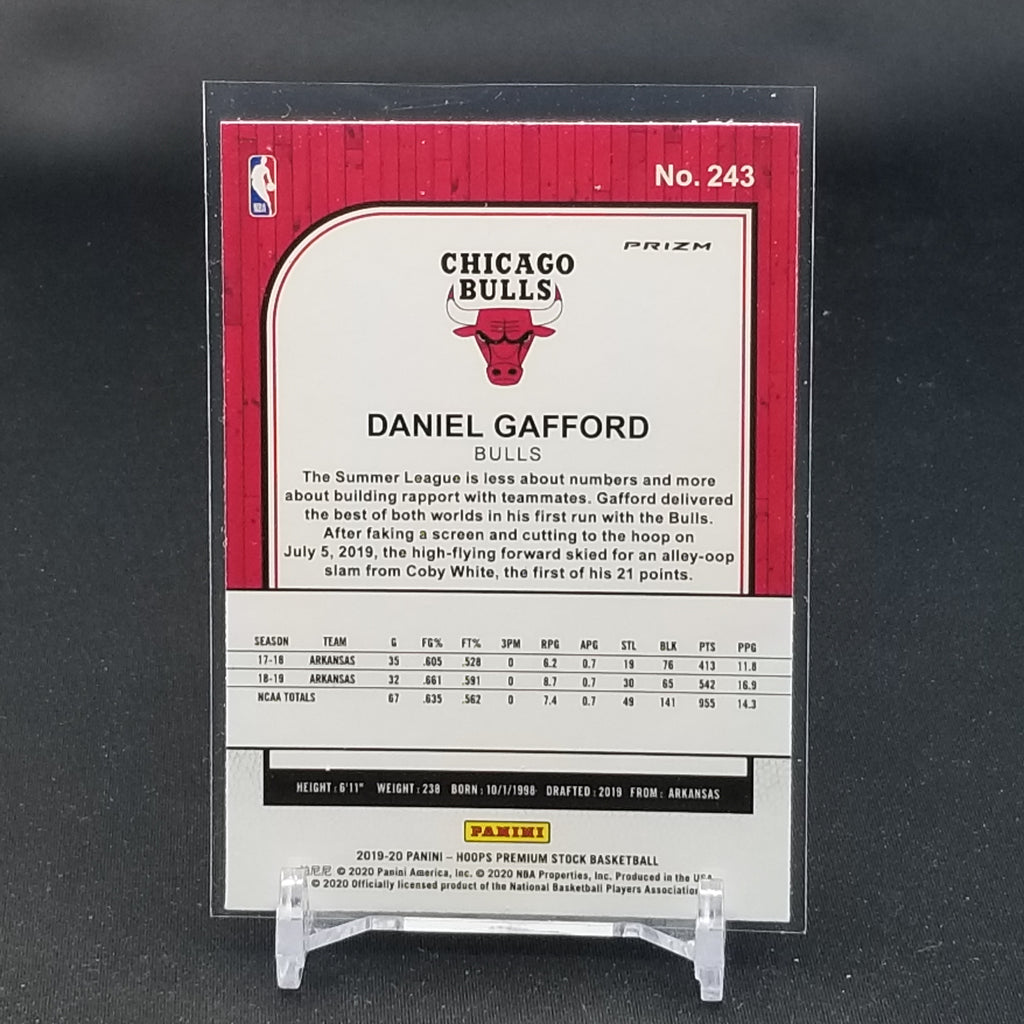 No. 243
NBA
PRIZM
CHICAGO
BULLS
DANIEL GAFFORD
BULLS
The Summer League is less about numbers and more
about building rapport with teammates. Gafford delivered
the best of both worlds in his first run with the Bulls.
After faking a screen and cutting to the hoop on
July 5, 2019, the high-flying forward skied for an alley-oop
slam from Coby White, the first of his 21 points.
SEASON TEAM G FG% FT% 3PM RPG APG STL BLK PTS PPG
17-18 ARKANSAS 35 .605 .528 0 6.2 0.7 19 76 413 11.8
18-19 ARKANSAS 32 .661 .591 0 8.7 0.7 30 65 542 16.9
NCAA TOTALS 67 .635 .562 0 7.4 0.7 49 141 955 14.3
HEIGHT: 6'11" WEIGHT: 238 BORN: 10/1/1998 DRAFTED: 2019 FROM: ARKANSAS
PANINI
2019-20 PANINI – HOOPS PREMIUM STOCK BASKETBALL
尼尼 © 2020 Panini America, Inc. © 2020 NBA Properties, Inc. Produced in the USA
© 2020 Officially licensed product of the National Basketball Players Association